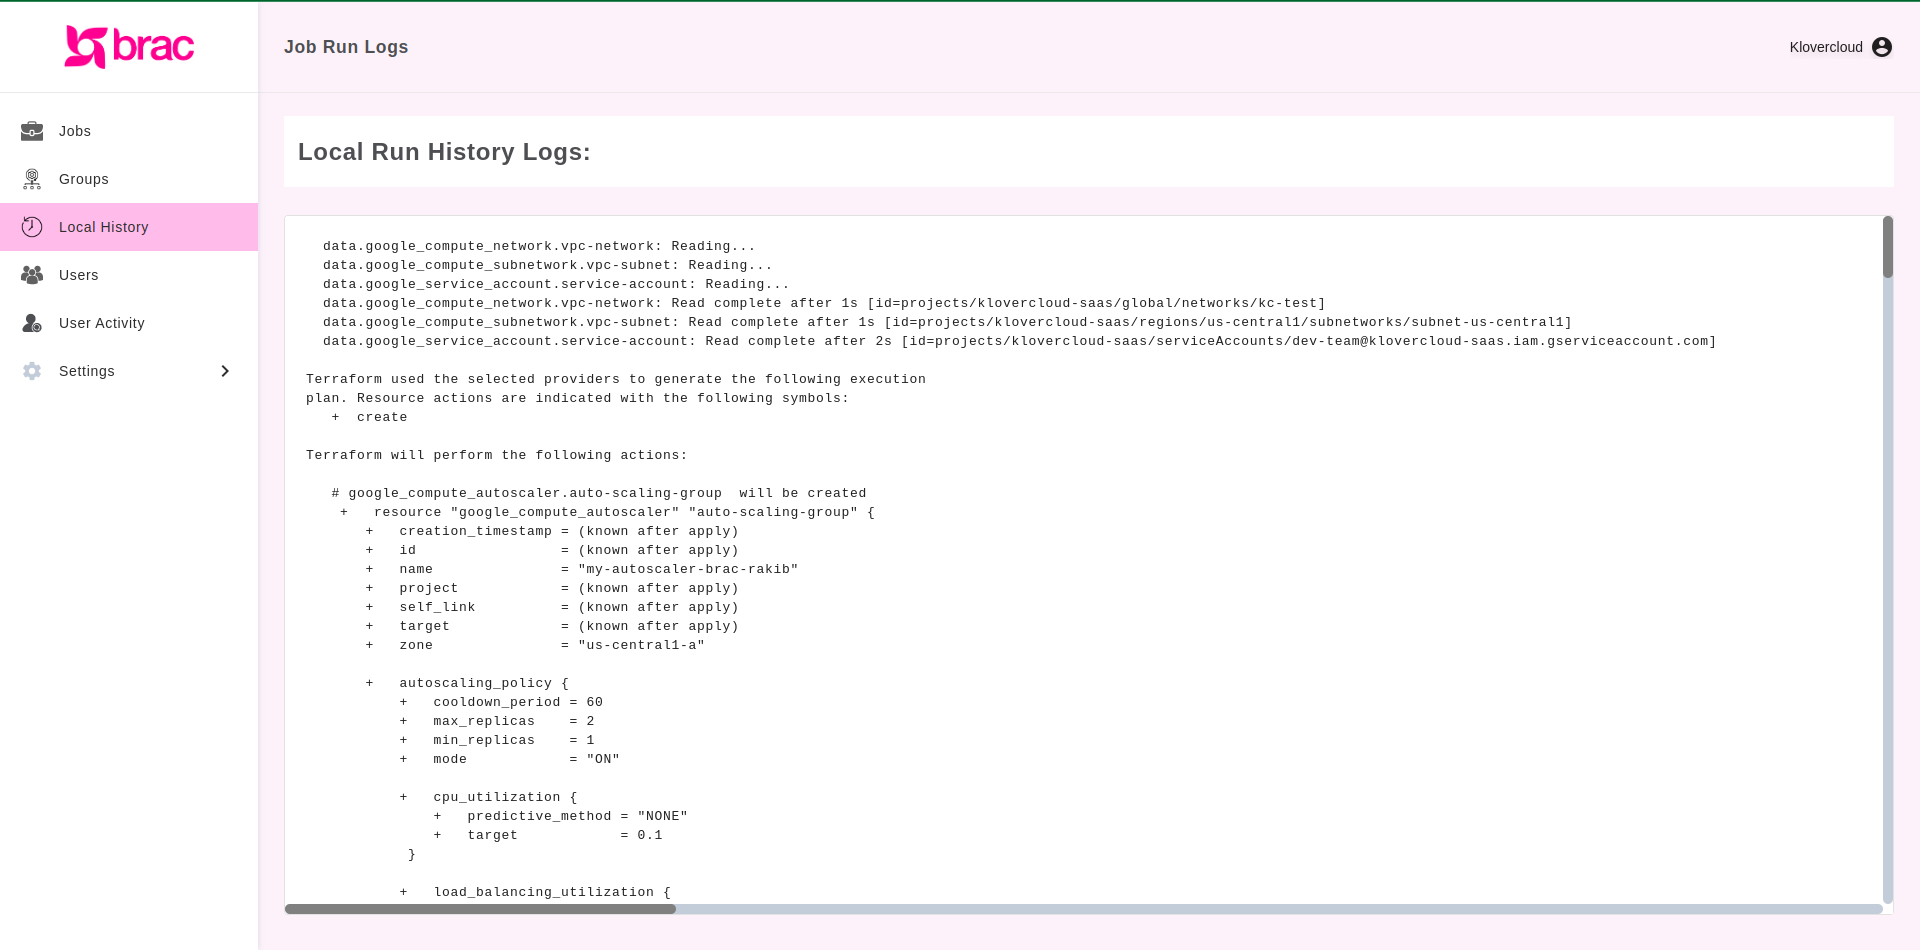 brac
Job Run Logs
Klovercloud
Jobs
Groups
Local History
Users
User Activity
Settings
Local Run History Logs:
data.google_compute_network.vpc-network: Reading...
data.google_compute_subnetwork.vpc-subnet: Reading...
data.google_service_account.service-account: Reading...
data.google_compute_network.vpc-network: Read complete after 1s [id=projects/klovercloud-saas/global/networks/kc-test]
data.google_compute_subnetwork.vpc-subnet: Read complete after 1s [id=projects/klovercloud-saas/regions/us-central1/subnetworks/subnet-us-central1]
data.google_service_account.service-account: Read complete after 2s [id=projects/klovercloud-saas/serviceAccounts/dev-team@klovercloud-saas.iam.gserviceaccount.com]
Terraform used the selected providers to generate the following execution
plan. Resource actions are indicated with the following symbols:
+ create
Terraform will perform the following actions:
# google_compute_autoscaler.auto-scaling-group will be created
+ resource "google_compute_autoscaler" "auto-scaling-group" {
+ creation_timestamp = (known after apply)
+ id = (known after apply)
+ name = "my-autoscaler-brac-rakib"
+ project = (known after apply)
+ self_link = (known after apply)
+ target = (known after apply)
+ zone = "us-central1-a"
+ autoscaling_policy {
+ cooldown_period = 60
+ max_replicas = 2
+ min_replicas = 1
+ mode = "ON"
+ cpu_utilization {
+ predictive_method = "NONE"
+ target = 0.1
}
+ load_balancing_utilization {